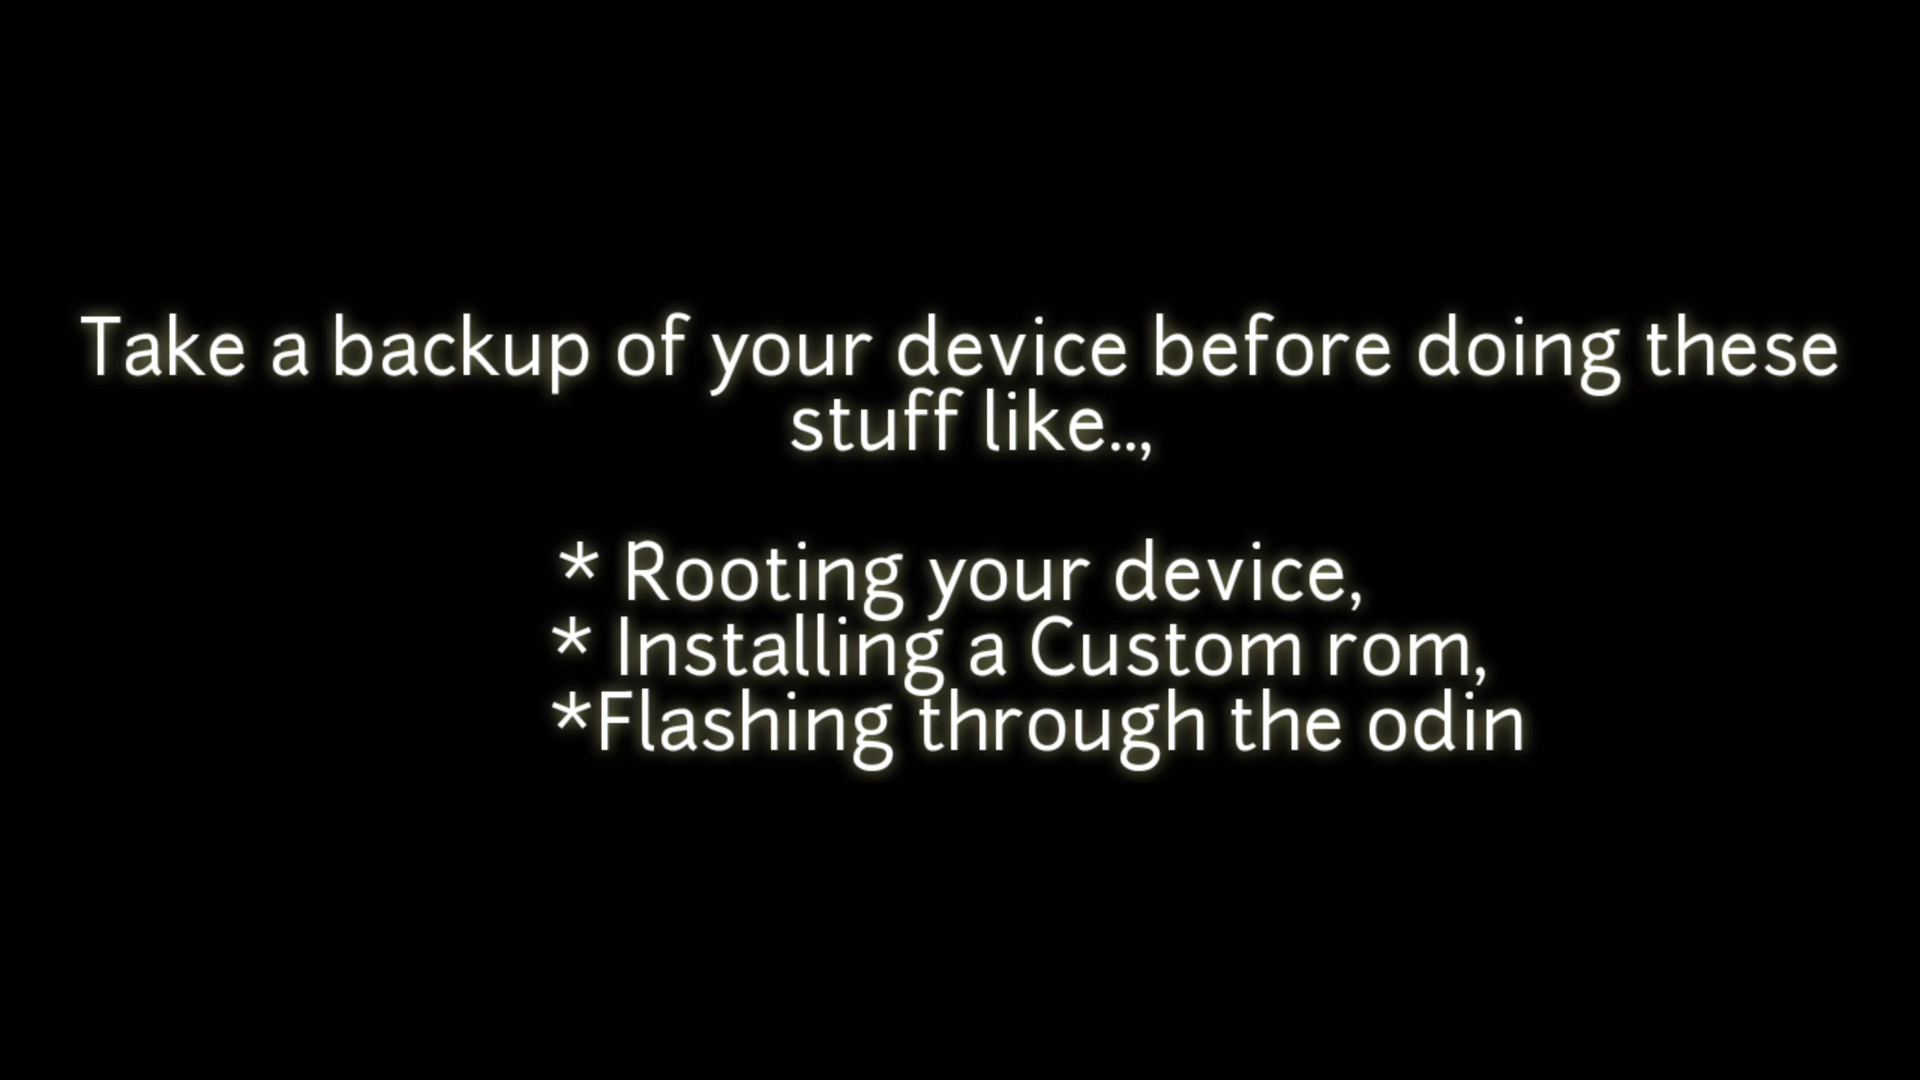 Take a backup of your device before doing these
stuff like..,
* Rooting your device,
* Installing a Custom rom,
*Flashing through the odin